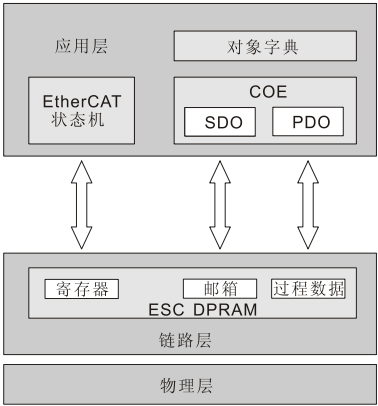 应用层
对象字典
EtherCAT
状态机
COE
SDO
PDO
寄存器
邮箱
过程数据
ESC DPRAM
链路层
物理层